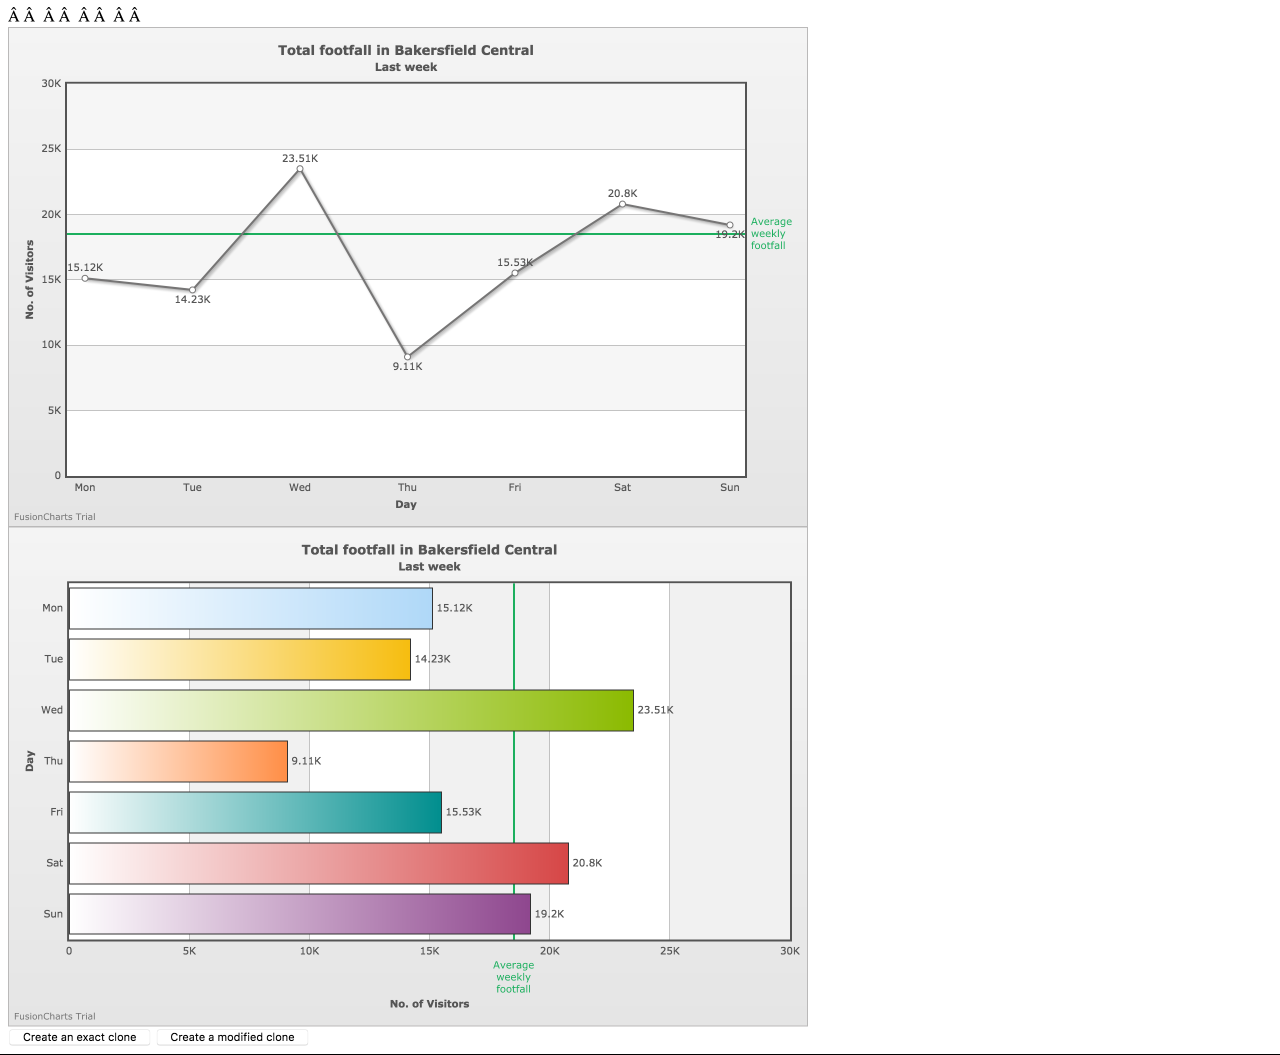 Â Â  Â Â  Â Â  Â Â
Total footfall in Bakersfield Central
Last week
30K
25K
20K
15K
10K
5K
0
No. of Visitors
15.12K
14.23K
23.51K
9.11K
15.53K
20.8K
19.2K
Average
weekly
footfall
Mon Tue Wed Thu Fri Sat Sun
Day
FusionCharts Trial
Total footfall in Bakersfield Central
Last week
Day
Mon 15.12K
Tue 14.23K
Wed 23.51K
Thu 9.11K
Fri 15.53K
Sat 20.8K
Sun 19.2K
0 5K 10K 15K 20K 25K 30K
Average
weekly
footfall
No. of Visitors
FusionCharts Trial
Create an exact clone Create a modified clone